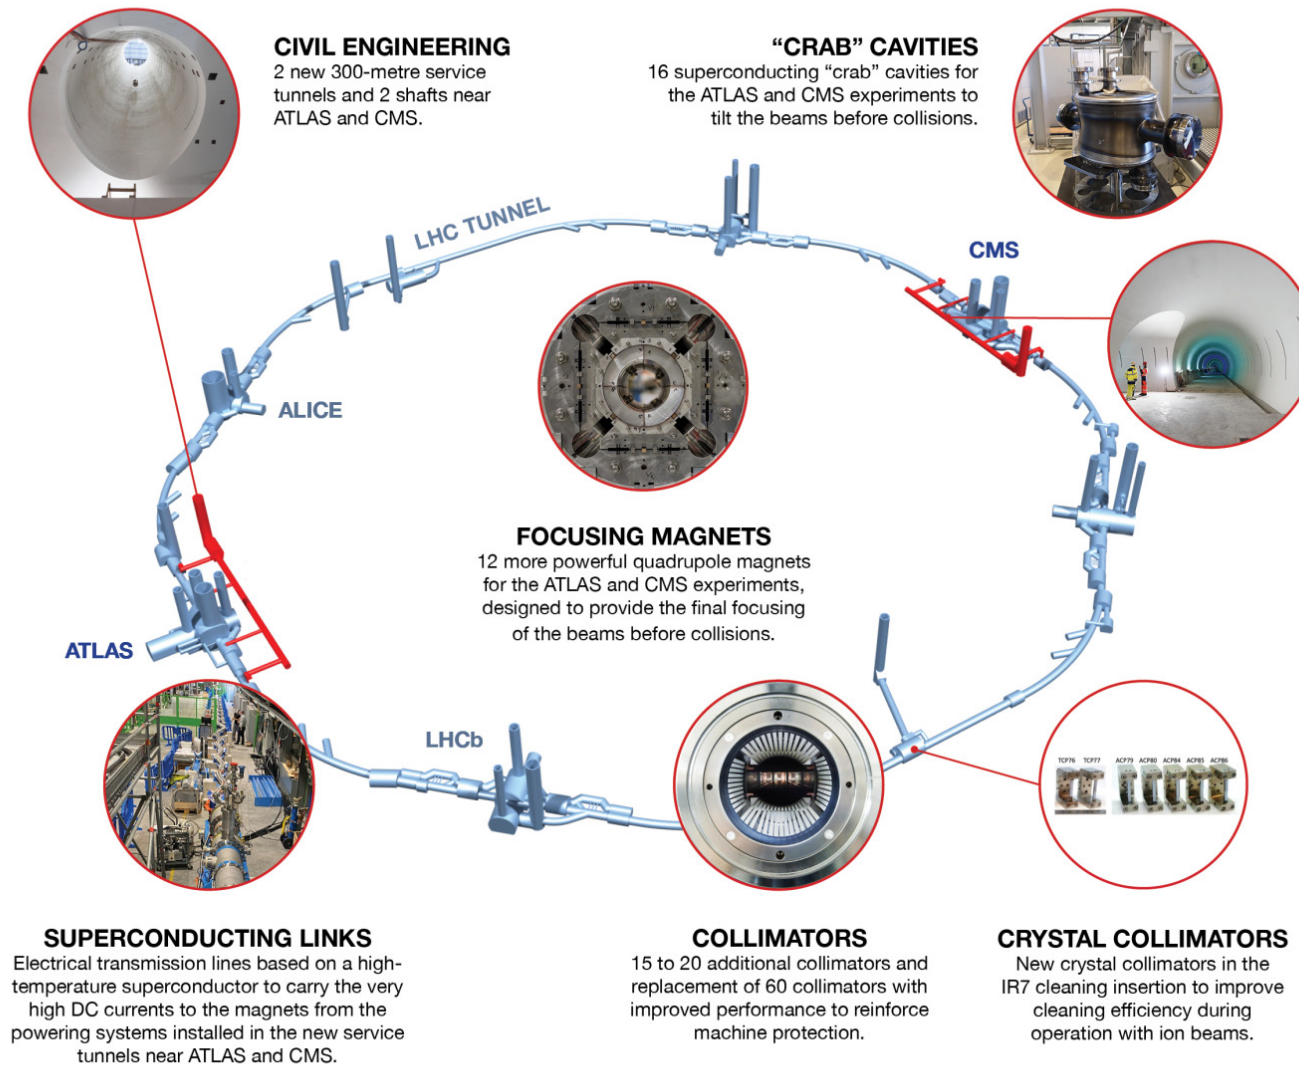 CIVIL ENGINEERING
2 new 300-metre service
tunnels and 2 shafts near
ATLAS and CMS.
“CRAB” CAVITIES
16 superconducting “crab” cavities for
the ATLAS and CMS experiments to
tilt the beams before collisions.
LHC TUNNEL
CMS
ALICE
FOCUSING MAGNETS
12 more powerful quadrupole magnets
for the ATLAS and CMS experiments,
designed to provide the final focusing
of the beams before collisions.
ATLAS
LHCb
TCP76 TCP77 ACP79 ACP80 ACP84 ACP85 ACP86
SUPERCONDUCTING LINKS
Electrical transmission lines based on a high-
temperature superconductor to carry the very
high DC currents to the magnets from the
powering systems installed in the new service
tunnels near ATLAS and CMS.
COLLIMATORS
15 to 20 additional collimators and
replacement of 60 collimators with
improved performance to reinforce
machine protection.
CRYSTAL COLLIMATORS
New crystal collimators in the
IR7 cleaning insertion to improve
cleaning efficiency during
operation with ion beams.